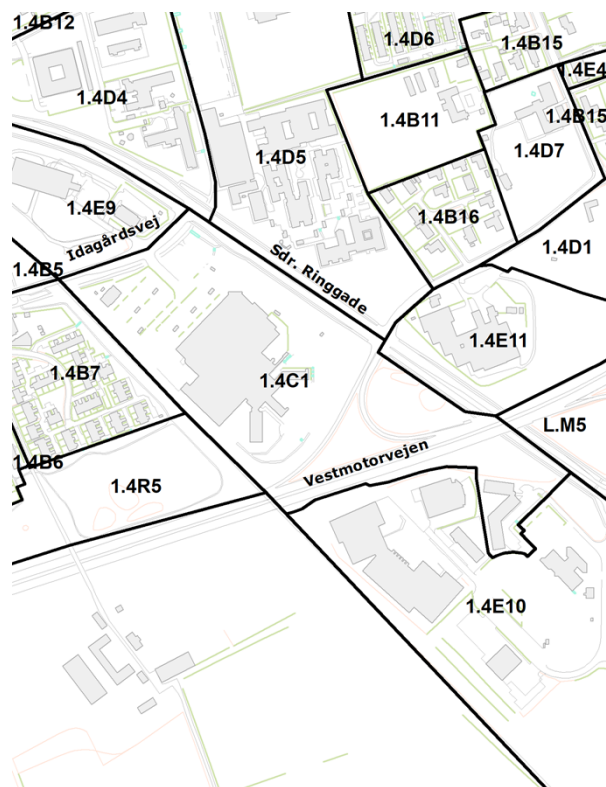 1.4B12
1.4D6
1.4B15
1.4E4
1.4D4
1.4B11
1.4B15
1.4D5
1.4D7
1.4E9
1.4B16
Idagårdsvej
Sdr. Ringgade
1.4D1
1.4B5
1.4E11
1.4B7
1.4C1
L.M5
1.4B6
Vestmotorvejen
1.4R5
1.4E10